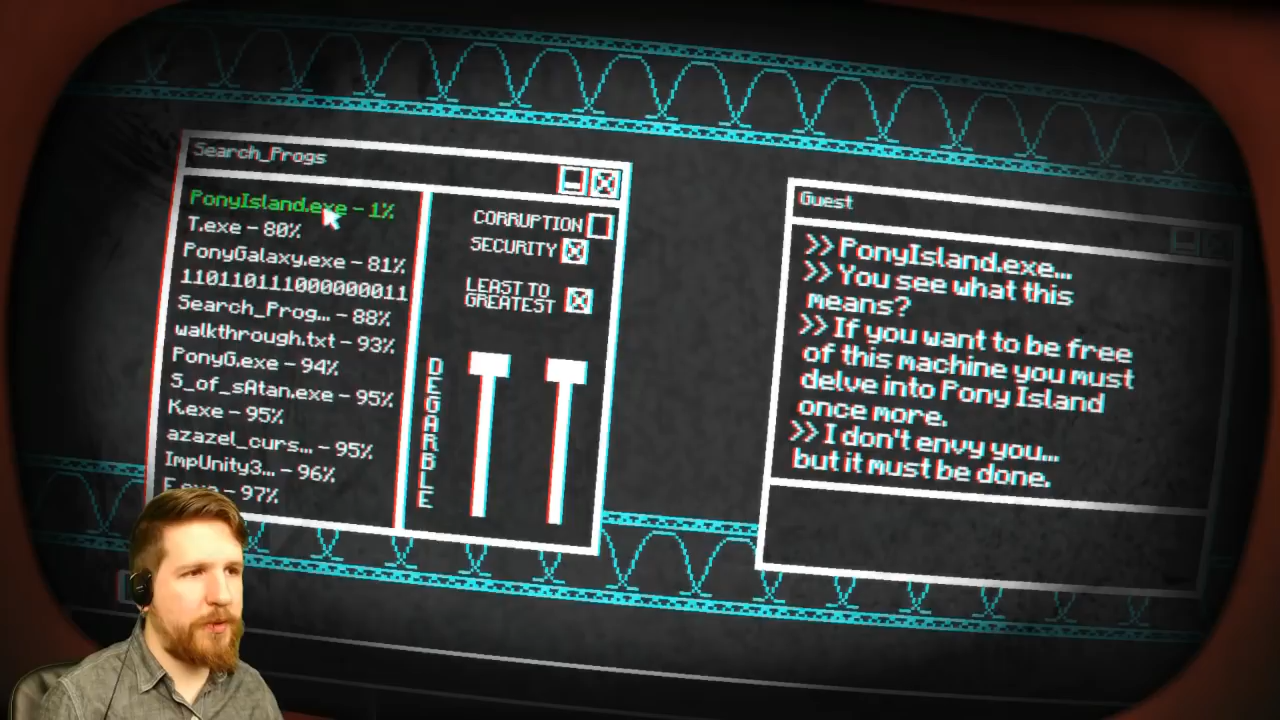 Search_Progs
PonyIsland.exe - 1%
T.exe - 80%
PonyGalaxy.exe - 81%
110110111000000011
Search_Prog... - 88%
walkthrough.txt - 93%
PonyG.exe - 94%
S_of_sAtan.exe - 95%
K.exe - 95%
azazel_curs... - 95%
ImpUnity3... - 96%
CORRUPTION
SECURITY
LEAST TO
GREATEST
DEGARBLE
Guest
>> PonyIsland.exe...
>> You see what this
means?
>> If you want to be free
of this machine you must
delve into Pony Island
once more.
>> I don't envy you...
but it must be done.